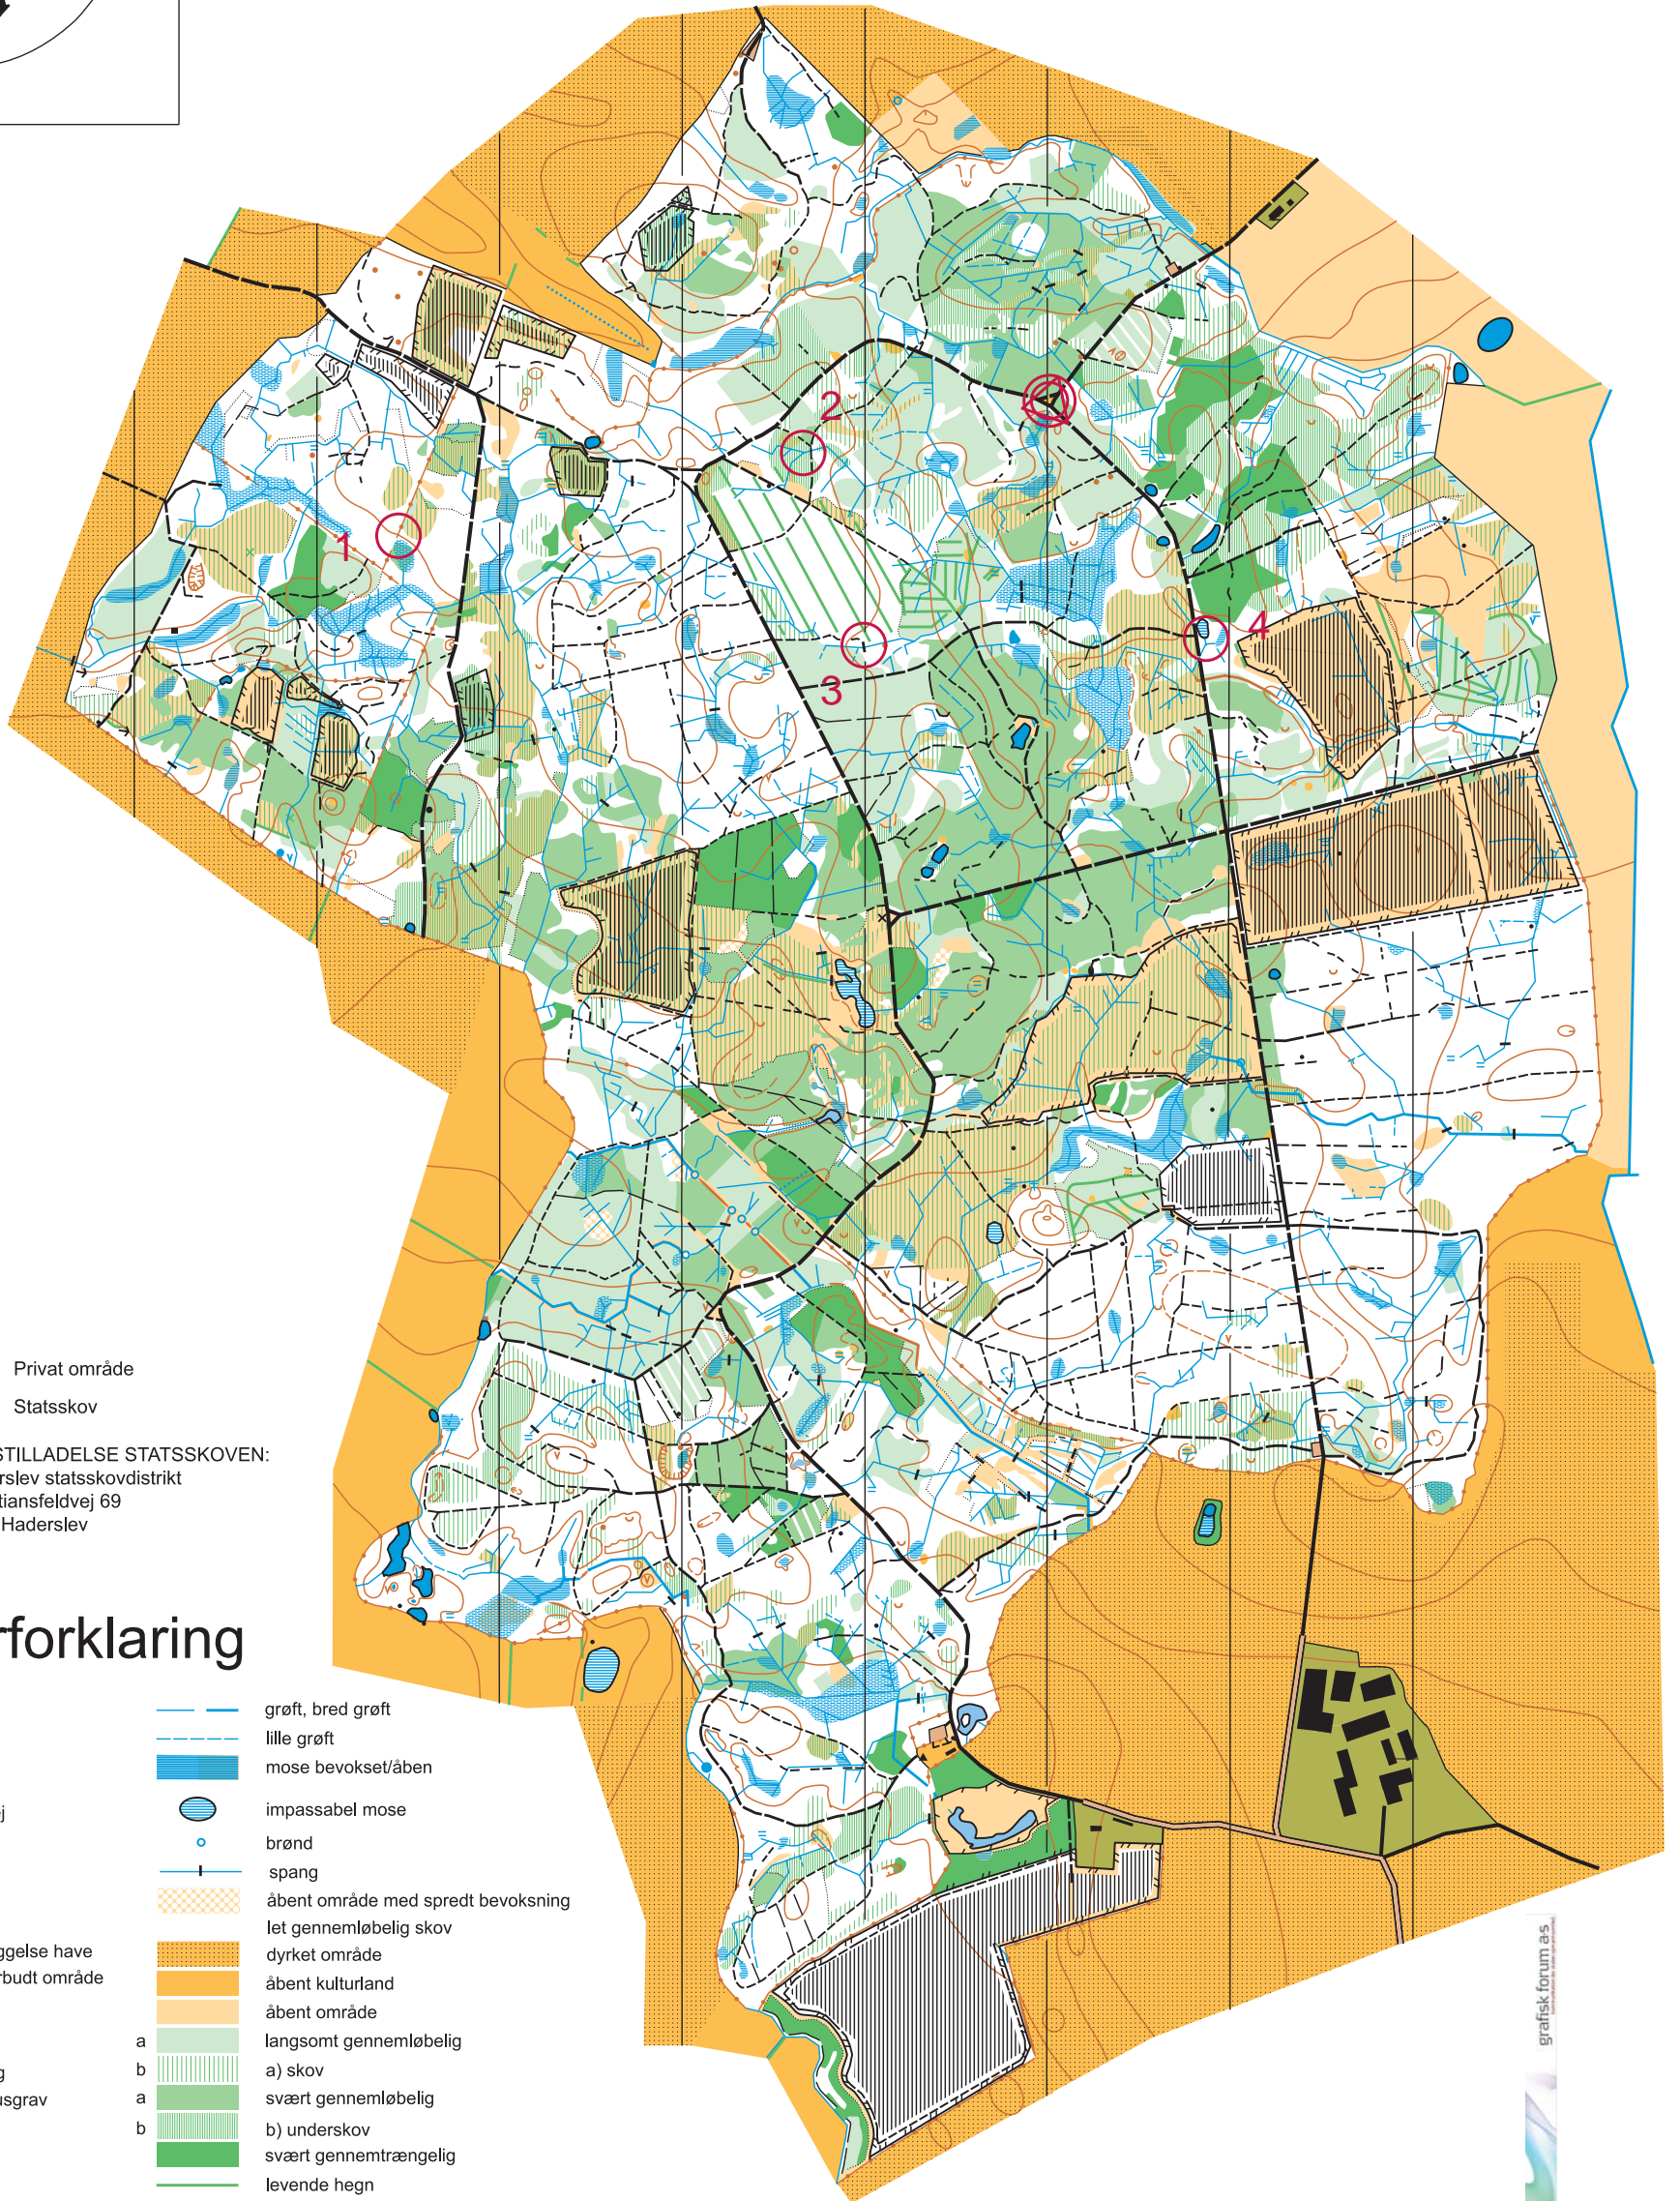 1
2
3
4
Privat område
Statsskov
STILLADELSE STATSSKOVEN:
rslev statsskovdistrikt
tiansfeldvej 69
Haderslev
rforklaring
grøft, bred grøft
lille grøft
mose bevokset/åben
impassabel mose
brønd
spang
åbent område med spredt bevoksning
let gennemløbelig skov
ggelse have
dyrket område
rbudt område
åbent kulturland
åbent område
a
langsomt gennemløbelig
g
b
a) skov
usgrav
a
svært gennemløbelig
b
b) underskov
svært gennemtrængelig
levende hegn
j
grafisk forum as